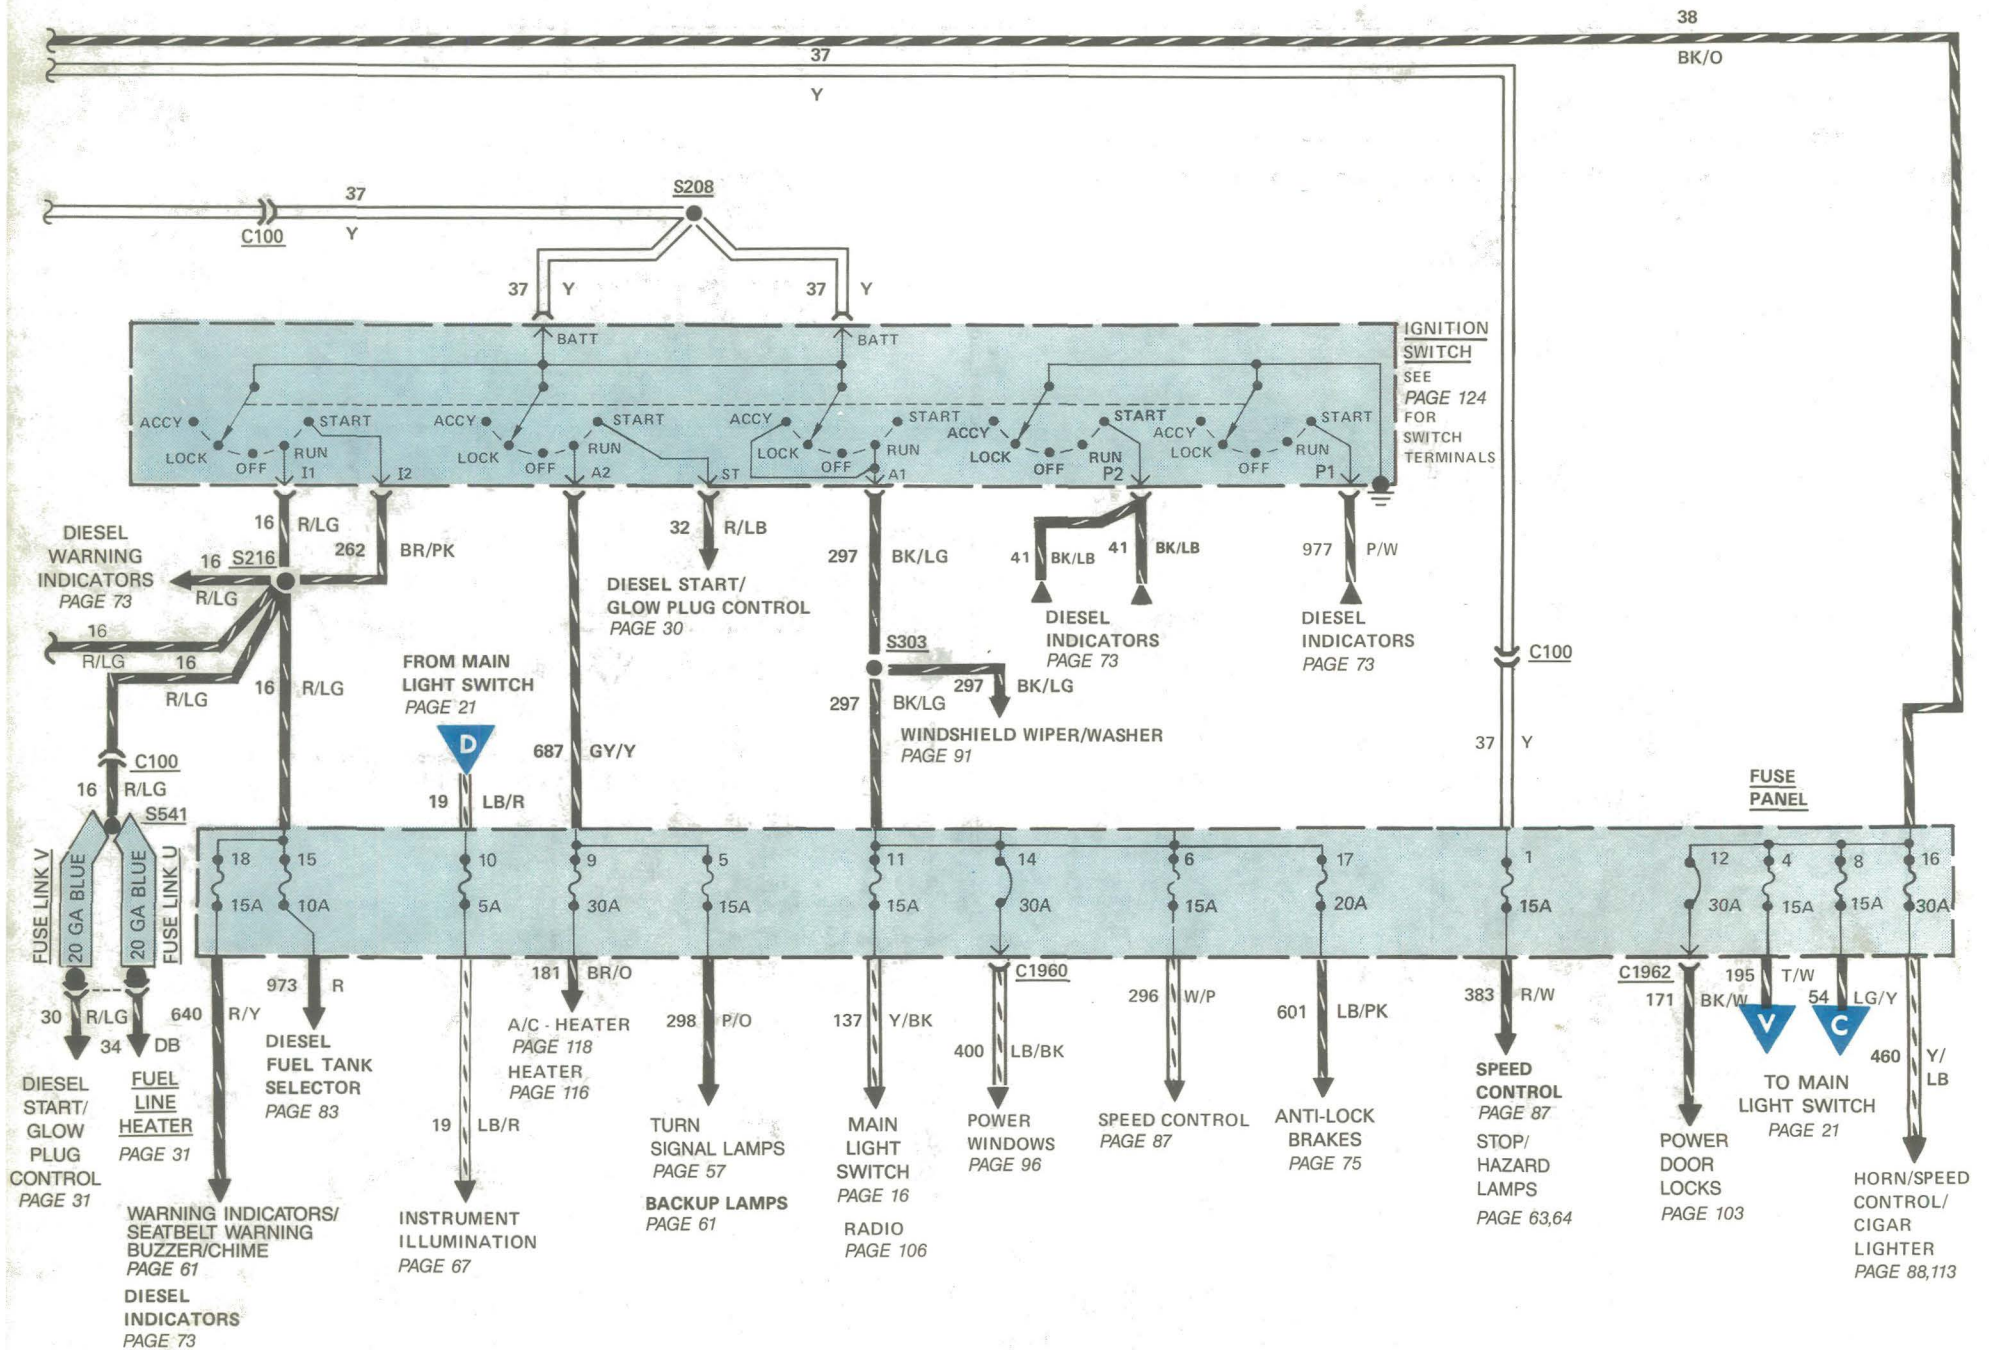 38
BK/O
37
Y
S208
37
Y
C100
37 Y
37 Y
BATT
BATT
IGNITION
SWITCH
SEE
PAGE 124
FOR
SWITCH
TERMINALS
ACCY
LOCK
OFF
RUN
START
I1
I2
ACCY
LOCK
OFF
RUN
START
A2
ST
ACCY
LOCK
OFF
RUN
START
A1
ACCY
LOCK
OFF
RUN
START
P2
ACCY
LOCK
OFF
RUN
START
P1
16 R/LG
262 BR/PK
32 R/LB
297 BK/LG
41 BK/LB
41 BK/LB
977 P/W
DIESEL
WARNING
INDICATORS
PAGE 73
16 S216
R/LG
DIESEL START/
GLOW PLUG CONTROL
PAGE 30
DIESEL
INDICATORS
PAGE 73
DIESEL
INDICATORS
PAGE 73
16
R/LG
16
R/LG
16 R/LG
FROM MAIN
LIGHT SWITCH
PAGE 21
D
S303
297 BK/LG
297 BK/LG
WINDSHIELD WIPER/WASHER
PAGE 91
C100
687 GY/Y
37 Y
C100
16 R/LG
S541
19 LB/R
FUSE
PANEL
FUSE LINK V
20 GA BLUE
20 GA BLUE
FUSE LINK U
18
15A
15
10A
10
5A
9
30A
5
15A
11
15A
14
30A
6
15A
17
20A
1
15A
12
30A
4
15A
8
15A
16
30A
30 R/LG
34 DB
640 R/Y
973 R
181 BR/O
298 P/O
137 Y/BK
C1960
400 LB/BK
296 W/P
601 LB/PK
383 R/W
C1962
171 BK/W
195 T/W
54 LG/Y
V
C
460 Y/
LB
19 LB/R
DIESEL
START/
GLOW
PLUG
CONTROL
PAGE 31
FUEL
LINE
HEATER
PAGE 31
WARNING INDICATORS/
SEATBELT WARNING
BUZZER/CHIME
PAGE 61
DIESEL
INDICATORS
PAGE 73
DIESEL
FUEL TANK
SELECTOR
PAGE 83
INSTRUMENT
ILLUMINATION
PAGE 67
A/C - HEATER
PAGE 118
HEATER
PAGE 116
TURN
SIGNAL LAMPS
PAGE 57
BACKUP LAMPS
PAGE 61
MAIN
LIGHT
SWITCH
PAGE 16
RADIO
PAGE 106
POWER
WINDOWS
PAGE 96
SPEED CONTROL
PAGE 87
ANTI-LOCK
BRAKES
PAGE 75
SPEED
CONTROL
PAGE 87
STOP/
HAZARD
LAMPS
PAGE 63,64
POWER
DOOR
LOCKS
PAGE 103
TO MAIN
LIGHT SWITCH
PAGE 21
HORN/SPEED
CONTROL/
CIGAR
LIGHTER
PAGE 88,113